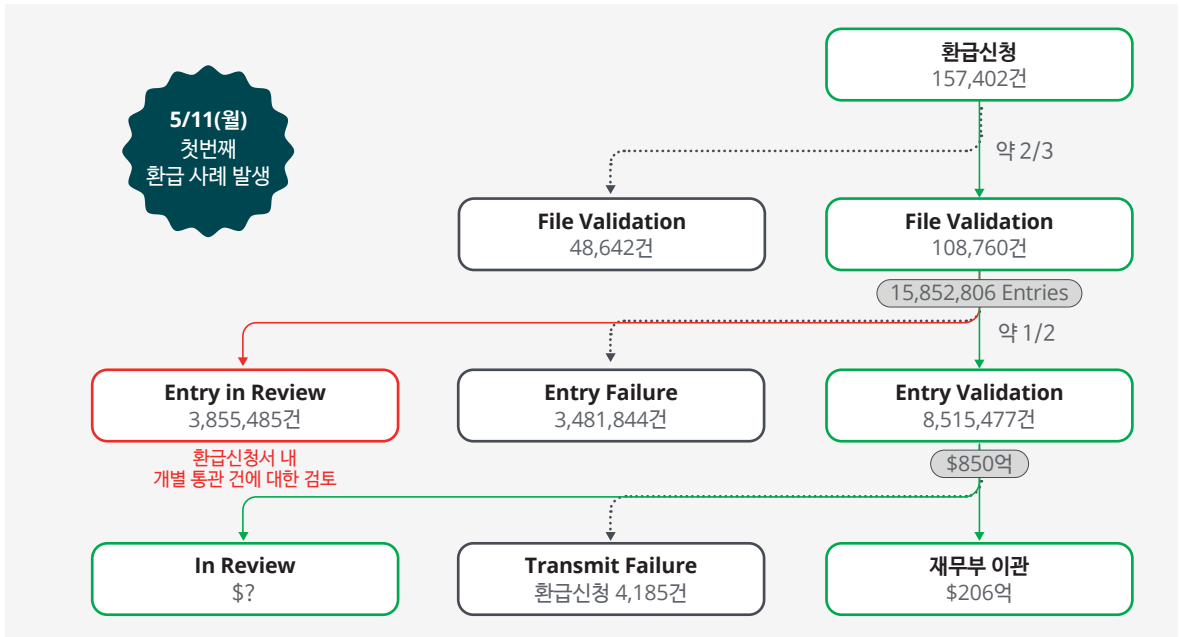 5/11(월)
첫번째
환급 사례 발생
환급신청
157,402건
약 2/3
File Validation
48,642건
File Validation
108,760건
15,852,806 Entries
약 1/2
Entry in Review
3,855,485건
환급신청서 내
개별 통관 건에 대한 검토
Entry Failure
3,481,844건
Entry Validation
8,515,477건
$850억
In Review
$?
Transmit Failure
환급신청 4,185건
재무부 이관
$206억